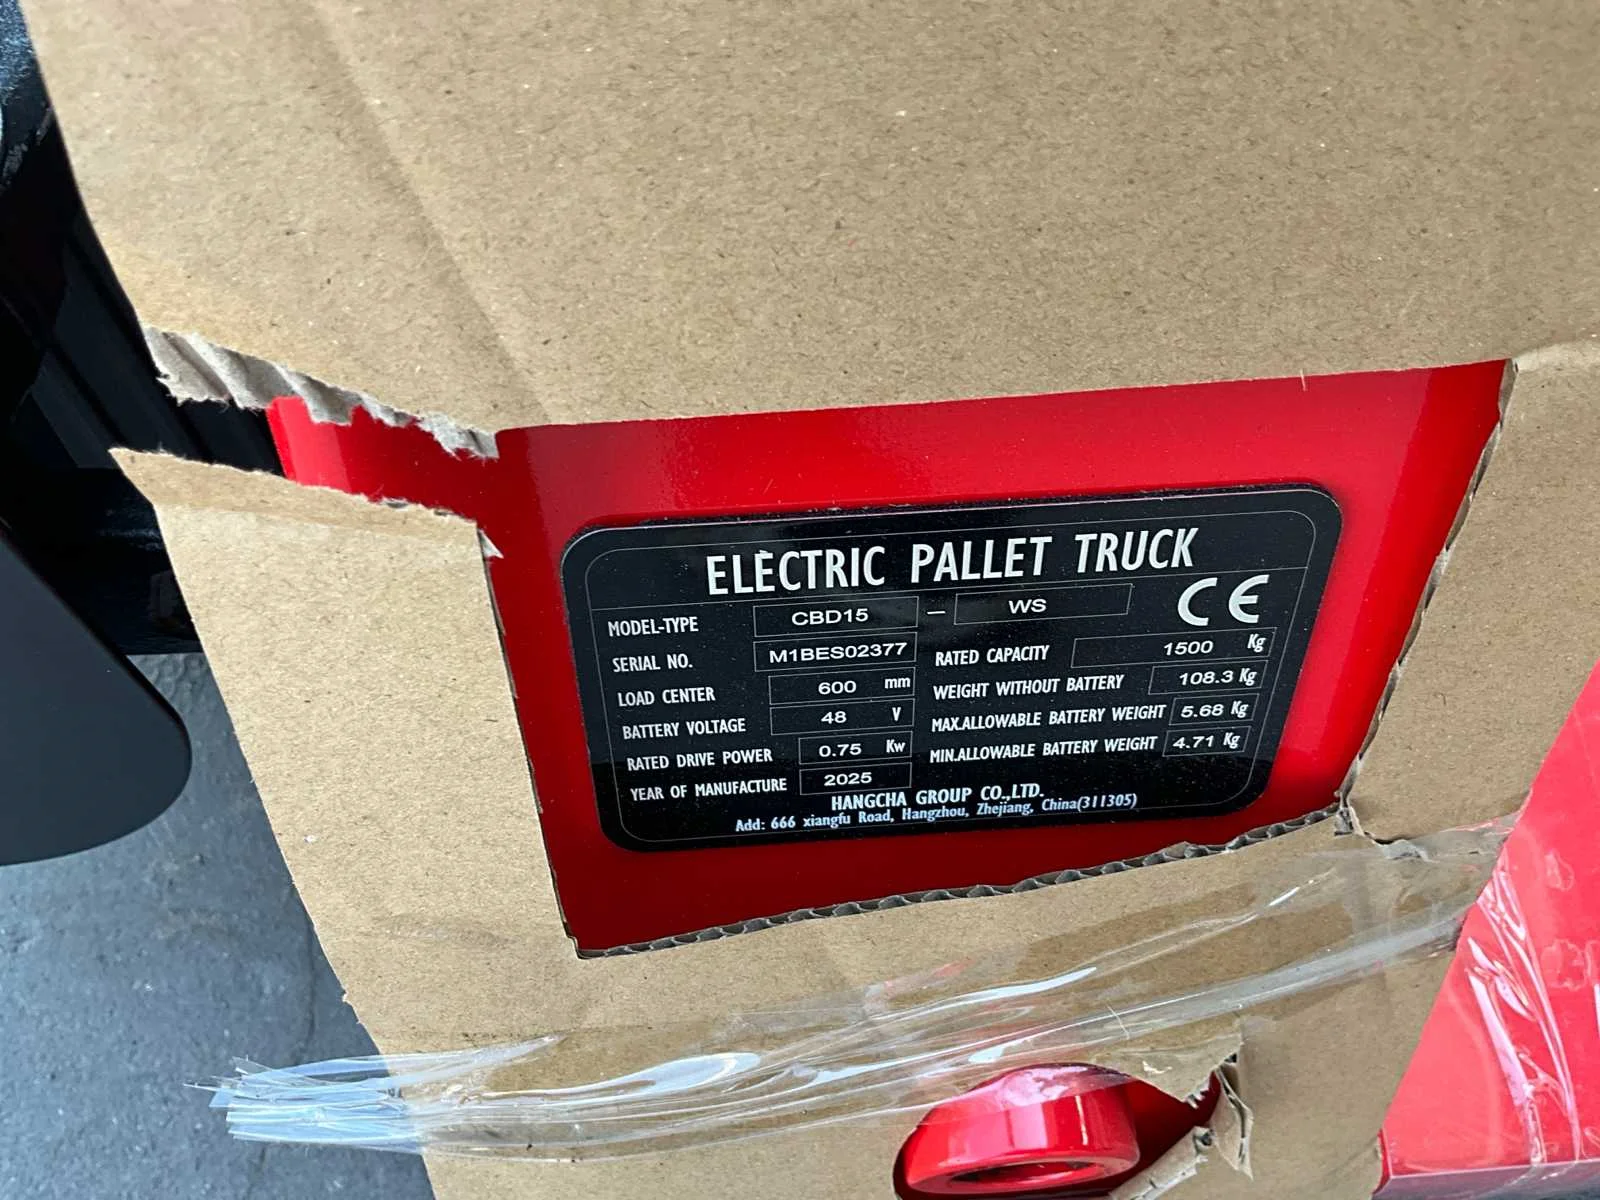 ELECTRIC PALLET TRUCK
MODEL-TYPE CBD15 – WS CE
SERIAL NO. M1BES02377 RATED CAPACITY 1500 Kg
LOAD CENTER 600 mm WEIGHT WITHOUT BATTERY 108.3 Kg
BATTERY VOLTAGE 48 V MAX.ALLOWABLE BATTERY WEIGHT 5.68 Kg
RATED DRIVE POWER 0.75 Kw MIN.ALLOWABLE BATTERY WEIGHT 4.71 Kg
YEAR OF MANUFACTURE 2025
HANGCHA GROUP CO.,LTD.
Add: 666 xiangfu Road, Hangzhou, Zhejiang, China(311305)